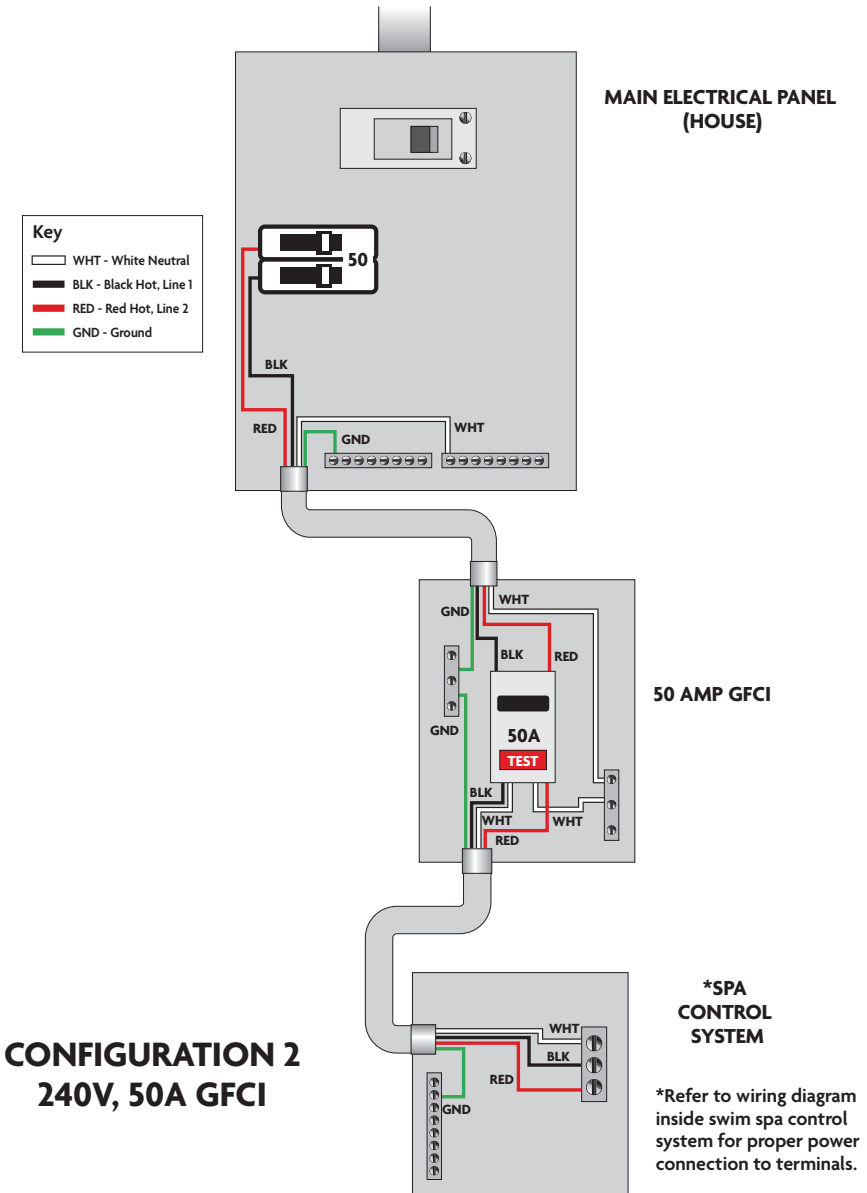 MAIN ELECTRICAL PANEL
(HOUSE)
Key
WHT - White Neutral
BLK - Black Hot, Line 1
RED - Red Hot, Line 2
GND - Ground
50
BLK
RED
GND
WHT
WHT
GND
BLK
RED
50 AMP GFCI
GND
50A
TEST
BLK
WHT
WHT
RED
*SPA
CONTROL
SYSTEM
WHT
BLK
RED
GND
CONFIGURATION 2
240V, 50A GFCI
*Refer to wiring diagram
inside swim spa control
system for proper power
connection to terminals.